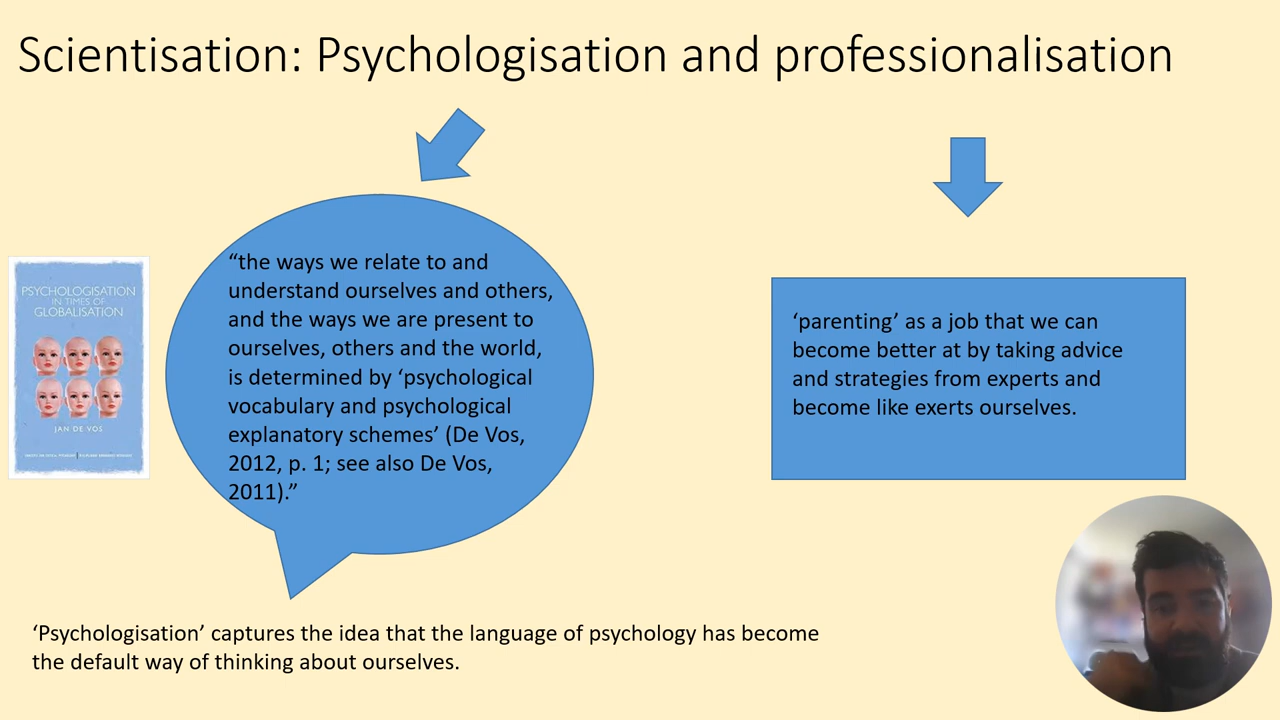 Scientisation: Psychologisation and professionalisation
“the ways we relate to and
understand ourselves and others,
and the ways we are present to
ourselves, others and the world,
is determined by ‘psychological
vocabulary and psychological
explanatory schemes’ (De Vos,
2012, p. 1; see also De Vos,
2011).”
PSYCHOLOGISATION
IN TIMES OF
GLOBALISATION
JAN DE VOS
‘parenting’ as a job that we can
become better at by taking advice
and strategies from experts and
become like exerts ourselves.
‘Psychologisation’ captures the idea that the language of psychology has become
the default way of thinking about ourselves.